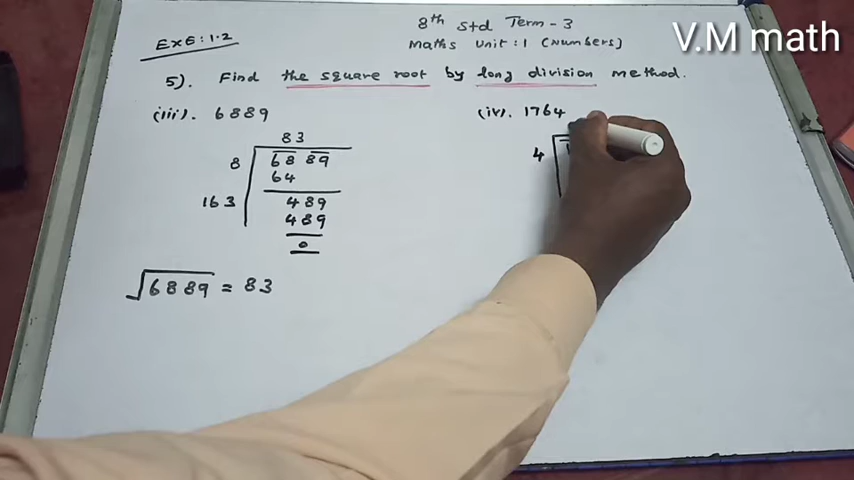 8th Std Term - 3
V.M math
EXE : 1.2
Maths Unit : 1 (Numbers)
5). Find the square root by long division method.
(iii). 6889
(iv). 1764
83
8 68 89
64
4
163 489
489
0
√6889 = 83